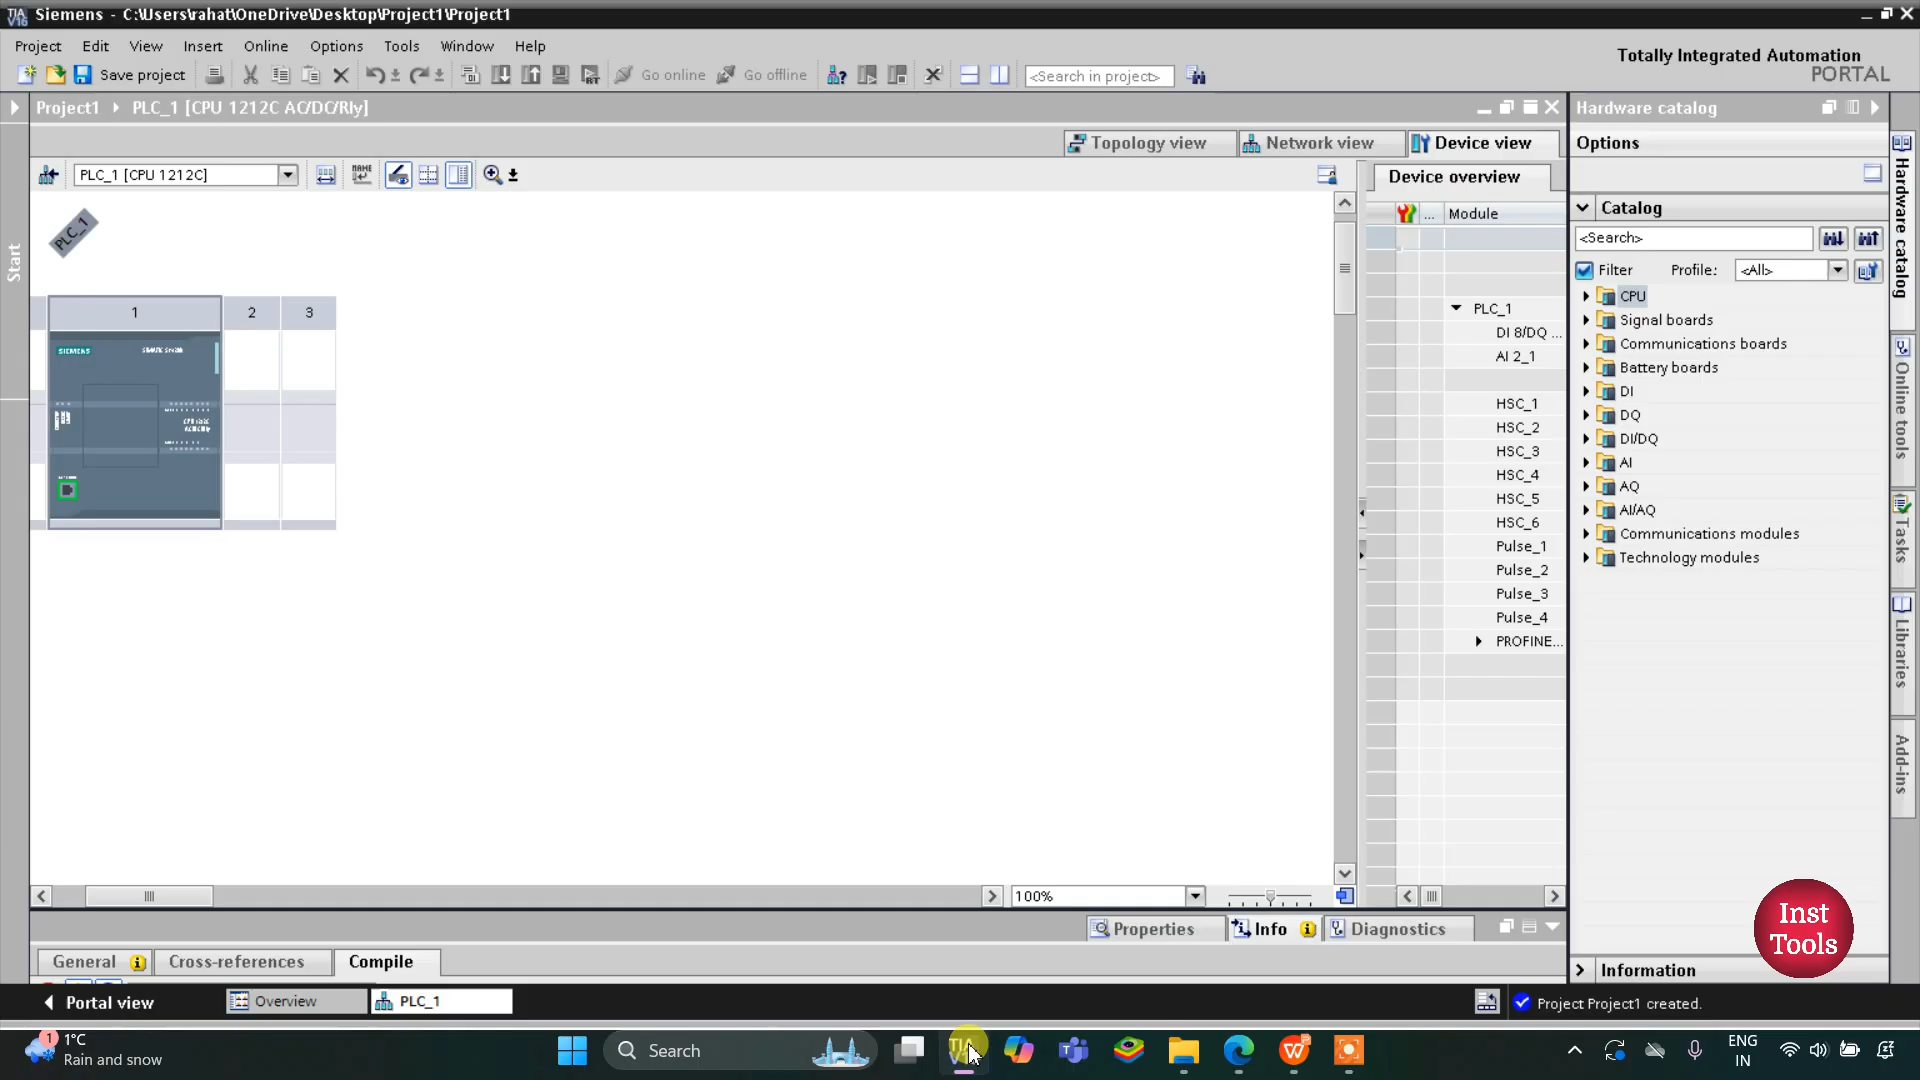 TIA
V16
Siemens - C:\Users\rahat\OneDrive\Desktop\Project1\Project1
Project Edit View Insert Online Options Tools Window Help
Totally Integrated Automation
PORTAL
Save project
Go online
Go offline
<Search in project>
Project1 PLC_1 [CPU 1212C AC/DC/Rly]
Hardware catalog
Topology view
Network view
Device view
Options
PLC_1 [CPU 1212C]
NAME
Device overview
... Module
Catalog
<Search>
Filter Profile: <All>
PLC_1
1 2 3
SIEMENS
CPU
Signal boards
Communications boards
Battery boards
DI
DQ
DI/DQ
AI
AQ
AI/AQ
Communications modules
Technology modules
PLC_1
DI 8/DQ ...
AI 2_1
HSC_1
HSC_2
HSC_3
HSC_4
HSC_5
HSC_6
Pulse_1
Pulse_2
Pulse_3
Pulse_4
PROFINE...
Start
Hardware catalog
Online tools
Tasks
Libraries
Add-ins
100%
Properties
Info
Diagnostics
General
Cross-references
Compile
Information
Inst
Tools
Portal view
Overview
PLC_1
Project Project1 created.
1
1°C
Rain and snow
Search
ENG
IN